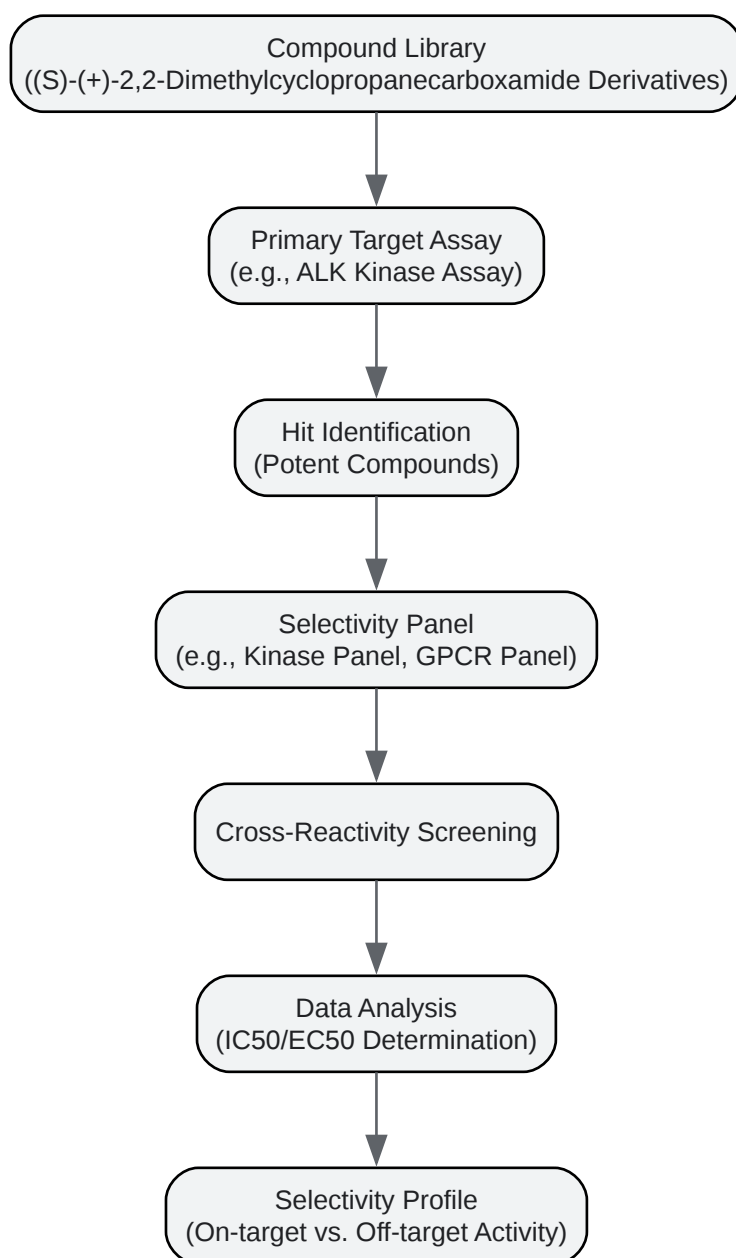 Compound Library
((S)-(+)-2,2-Dimethylcyclopropanecarboxamide Derivatives)
Primary Target Assay
(e.g., ALK Kinase Assay)
Hit Identification
(Potent Compounds)
Selectivity Panel
(e.g., Kinase Panel, GPCR Panel)
Cross-Reactivity Screening
Data Analysis
(IC50/EC50 Determination)
Selectivity Profile
(On-target vs. Off-target Activity)